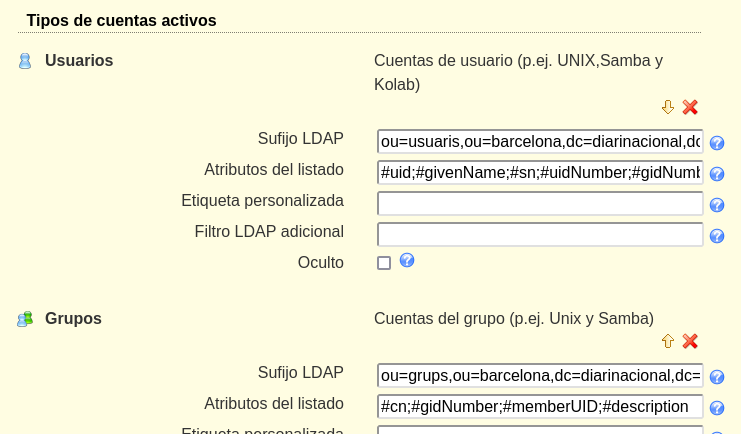 Tipos de cuentas activos
Usuarios
Cuentas de usuario (p.ej. UNIX,Samba y
Kolab)
Sufijo LDAP
ou=usuaris,ou=barcelona,dc=diarinacional,dc
Atributos del listado
#uid;#givenName;#sn;#uidNumber;#gidNumb
Etiqueta personalizada
Filtro LDAP adicional
Oculto
Grupos
Cuentas del grupo (p.ej. Unix y Samba)
Sufijo LDAP
ou=grups,ou=barcelona,dc=diarinacional,dc=
Atributos del listado
#cn;#gidNumber;#memberUID;#description
Etiqueta personalizada